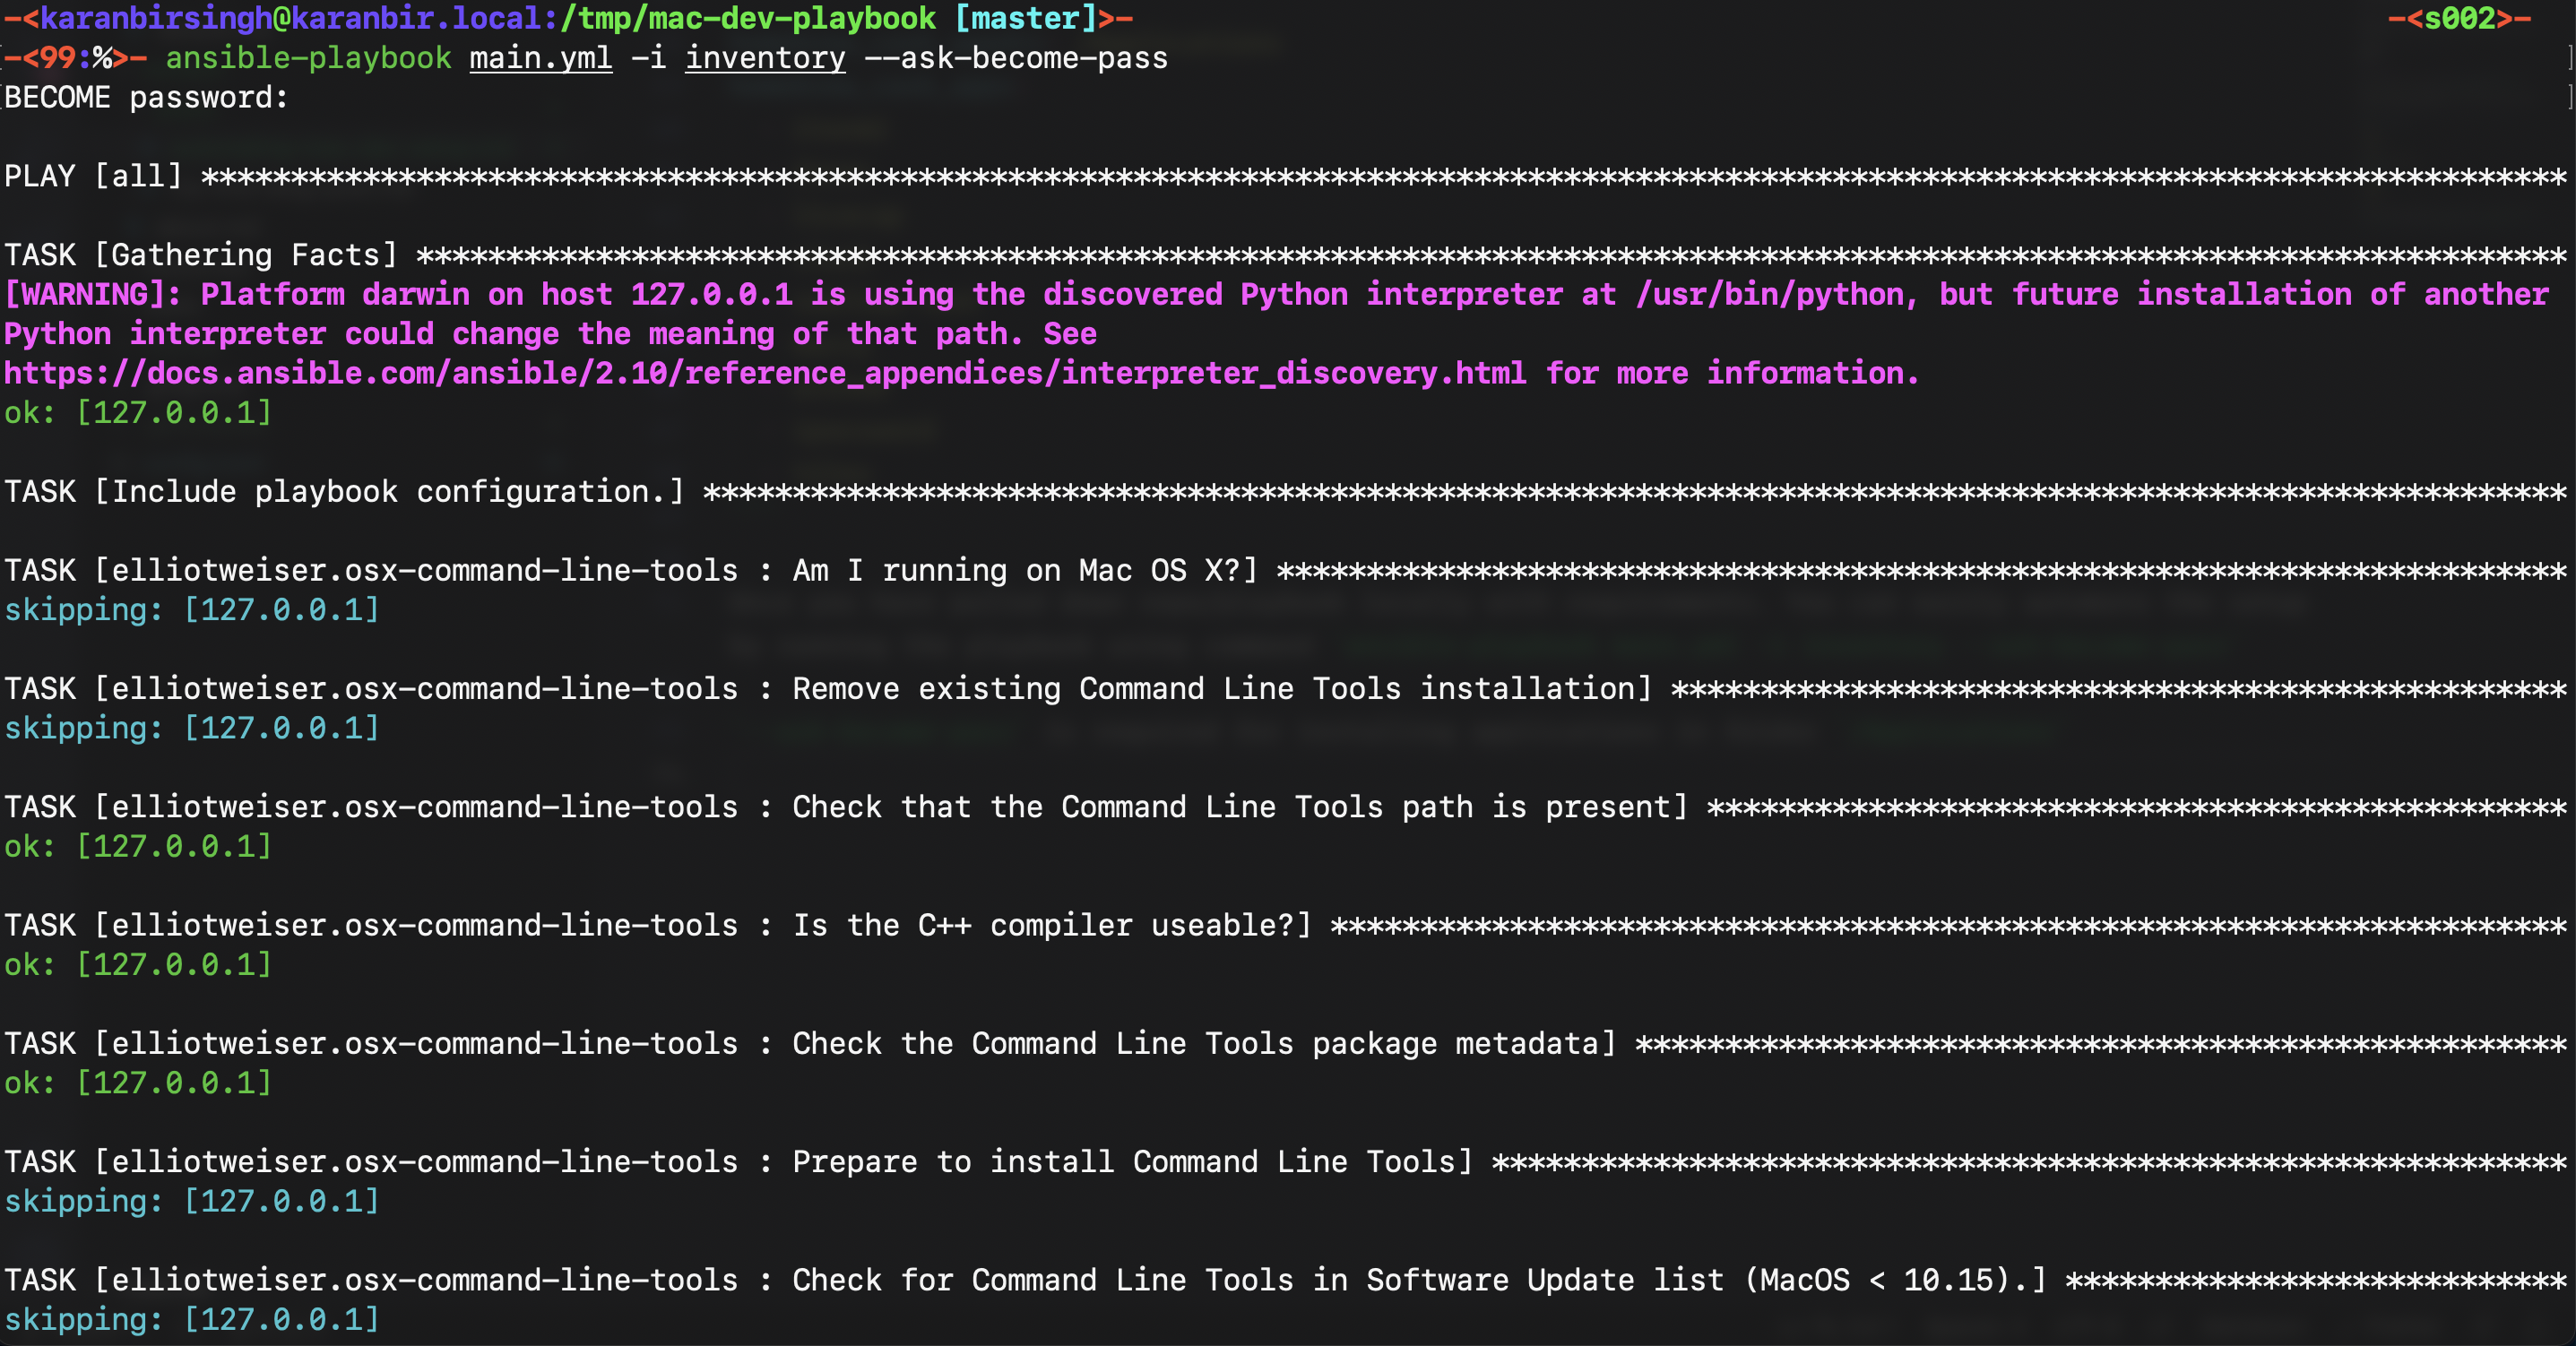 -<karanbirsingh@karanbir.local:/tmp/mac-dev-playbook [master]>- -<s002>-
-<99:%>- ansible-playbook main.yml -i inventory --ask-become-pass
BECOME password:
PLAY [all] ************************************************************************************************************************************
TASK [Gathering Facts] ************************************************************************************************************************
[WARNING]: Platform darwin on host 127.0.0.1 is using the discovered Python interpreter at /usr/bin/python, but future installation of another
Python interpreter could change the meaning of that path. See
https://docs.ansible.com/ansible/2.10/reference_appendices/interpreter_discovery.html for more information.
ok: [127.0.0.1]
TASK [Include playbook configuration.] ********************************************************************************************************
TASK [elliotweiser.osx-command-line-tools : Am I running on Mac OS X?] ************************************************************************
skipping: [127.0.0.1]
TASK [elliotweiser.osx-command-line-tools : Remove existing Command Line Tools installation] **************************************************
skipping: [127.0.0.1]
TASK [elliotweiser.osx-command-line-tools : Check that the Command Line Tools path is present] ************************************************
ok: [127.0.0.1]
TASK [elliotweiser.osx-command-line-tools : Is the C++ compiler useable?] *********************************************************************
ok: [127.0.0.1]
TASK [elliotweiser.osx-command-line-tools : Check the Command Line Tools package metadata] ****************************************************
ok: [127.0.0.1]
TASK [elliotweiser.osx-command-line-tools : Prepare to install Command Line Tools] ************************************************************
skipping: [127.0.0.1]
TASK [elliotweiser.osx-command-line-tools : Check for Command Line Tools in Software Update list (MacOS < 10.15).] ****************************
skipping: [127.0.0.1]